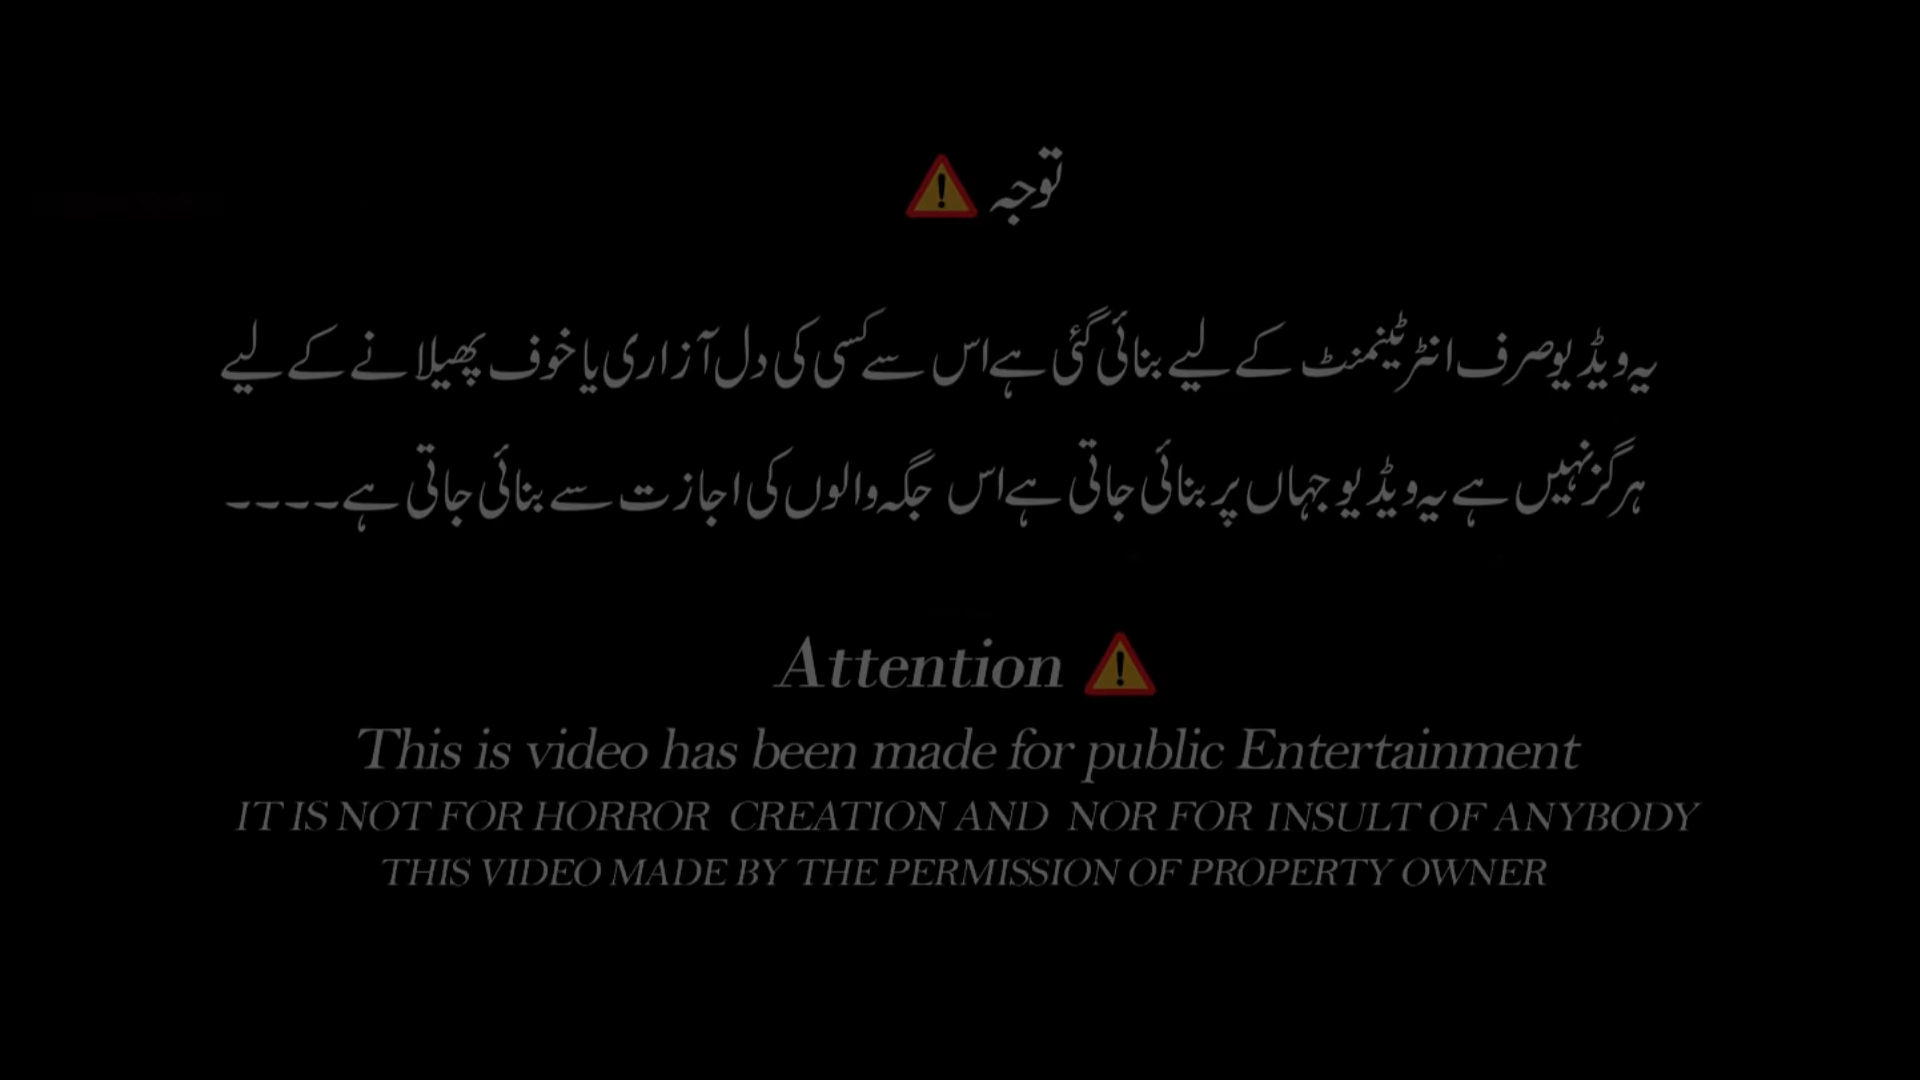 توجہ ⚠
یہ ویڈیو صرف انٹرٹینمنٹ کے لیے بنائی گئی ہے اس سے کسی کی دل آزاری یا خوف پھیلانے کے لیے
ہرگز نہیں ہے یہ ویڈیو جہاں پر بنائی جاتی ہے اس جگہ والوں کی اجازت سے بنائی جاتی ہے۔۔۔۔
Attention ⚠
This is video has been made for public Entertainment
IT IS NOT FOR HORROR CREATION AND NOR FOR INSULT OF ANYBODY
THIS VIDEO MADE BY THE PERMISSION OF PROPERTY OWNER